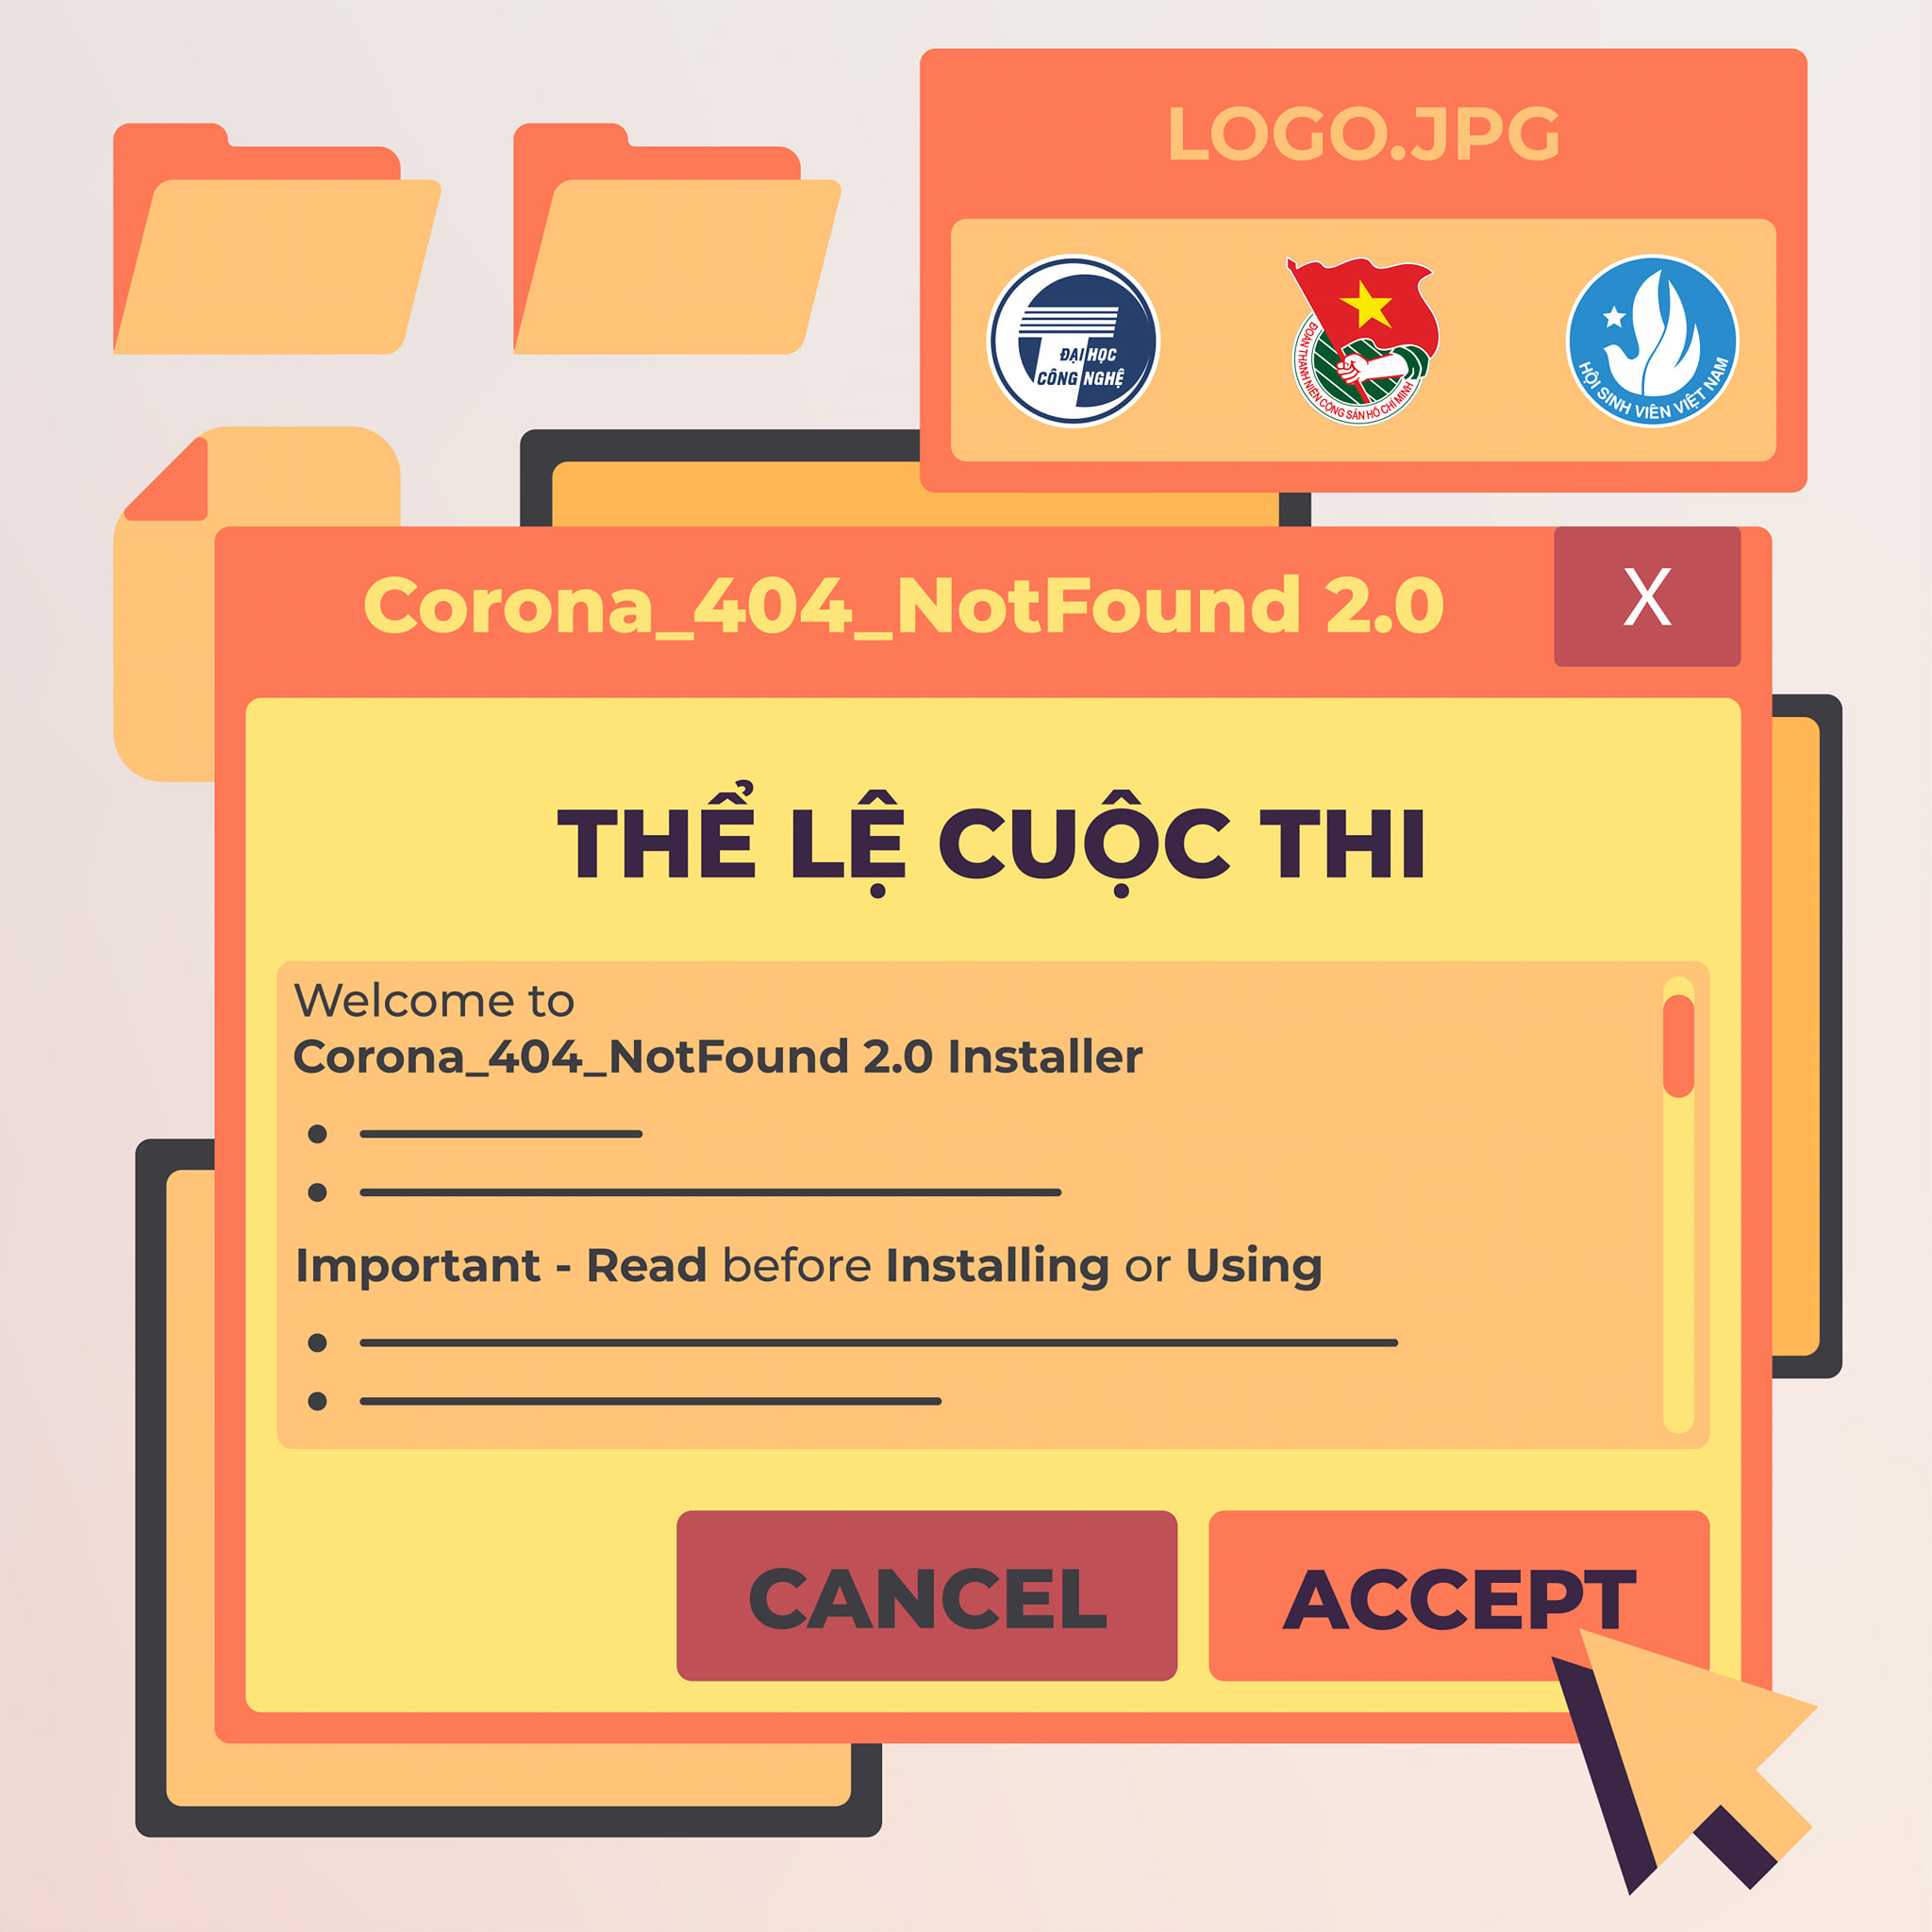 LOGO.JPG
ĐẠI HỌC
CÔNG NGHỆ
ĐOÀN THANH NIÊN CỘNG SẢN HỒ CHÍ MINH
HỘI SINH VIÊN VIỆT NAM
Corona_404_NotFound 2.0
X
THỂ LỆ CUỘC THI
Welcome to
Corona_404_NotFound 2.0 Installer
Important - Read before Installing or Using
CANCEL
ACCEPT